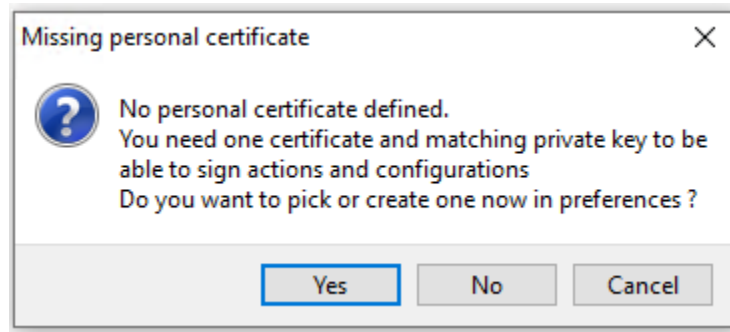 Missing personal certificate
No personal certificate defined.
You need one certificate and matching private key to be
able to sign actions and configurations
Do you want to pick or create one now in preferences ?
Yes
No
Cancel